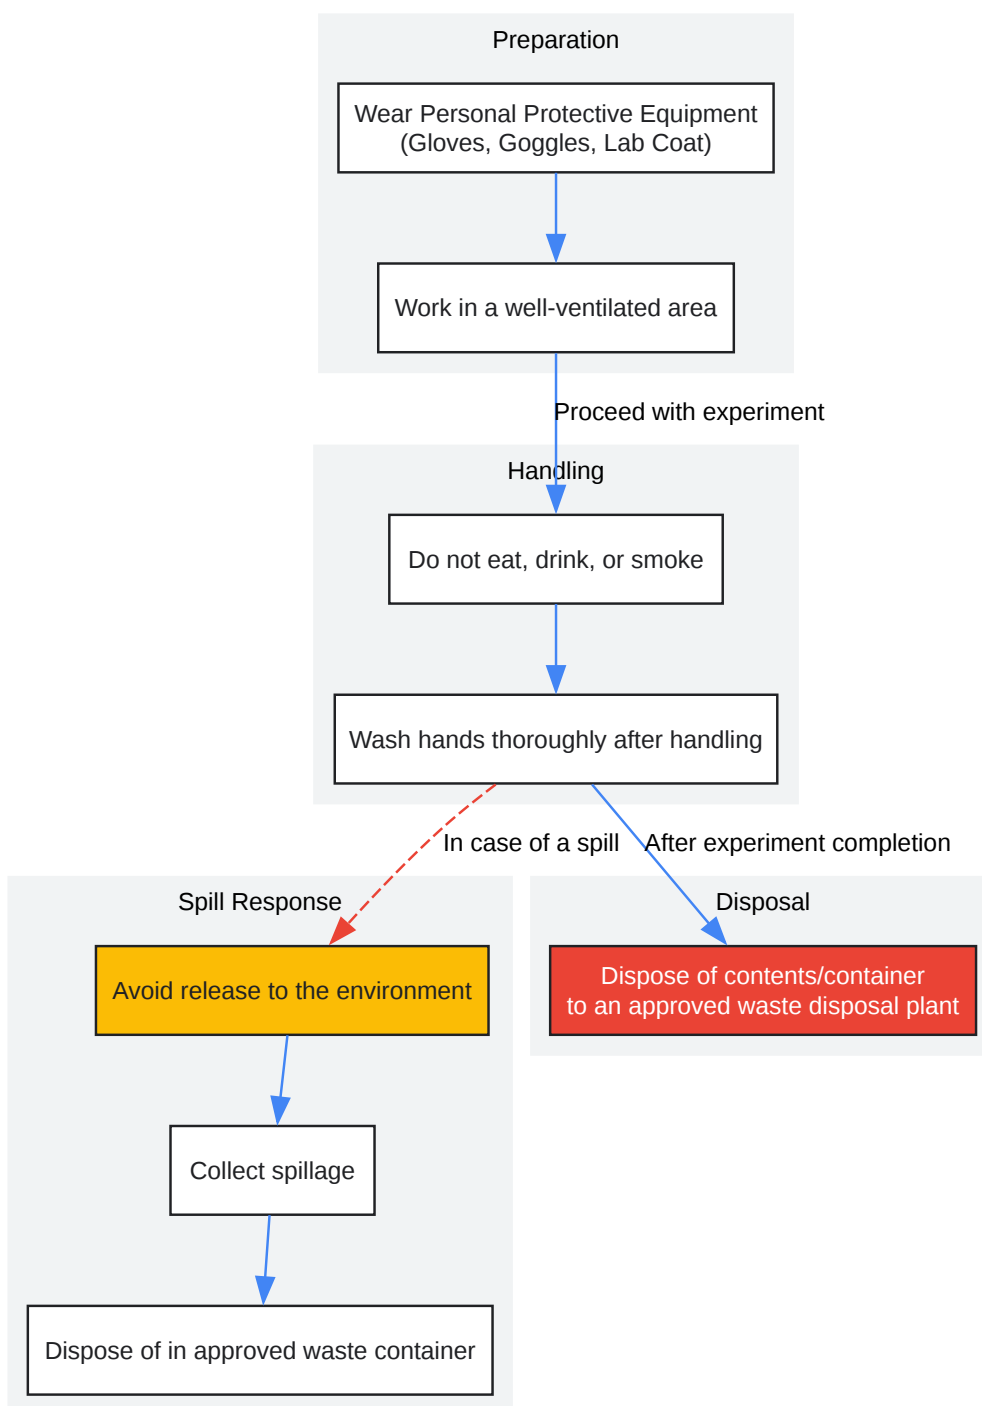 Preparation
Wear Personal Protective Equipment
(Gloves, Goggles, Lab Coat)
Work in a well-ventilated area
Proceed with experiment
Handling
Do not eat, drink, or smoke
Wash hands thoroughly after handling
In case of a spill
After experiment completion
Spill Response
Avoid release to the environment
Collect spillage
Dispose of in approved waste container
Disposal
Dispose of contents/container
to an approved waste disposal plant